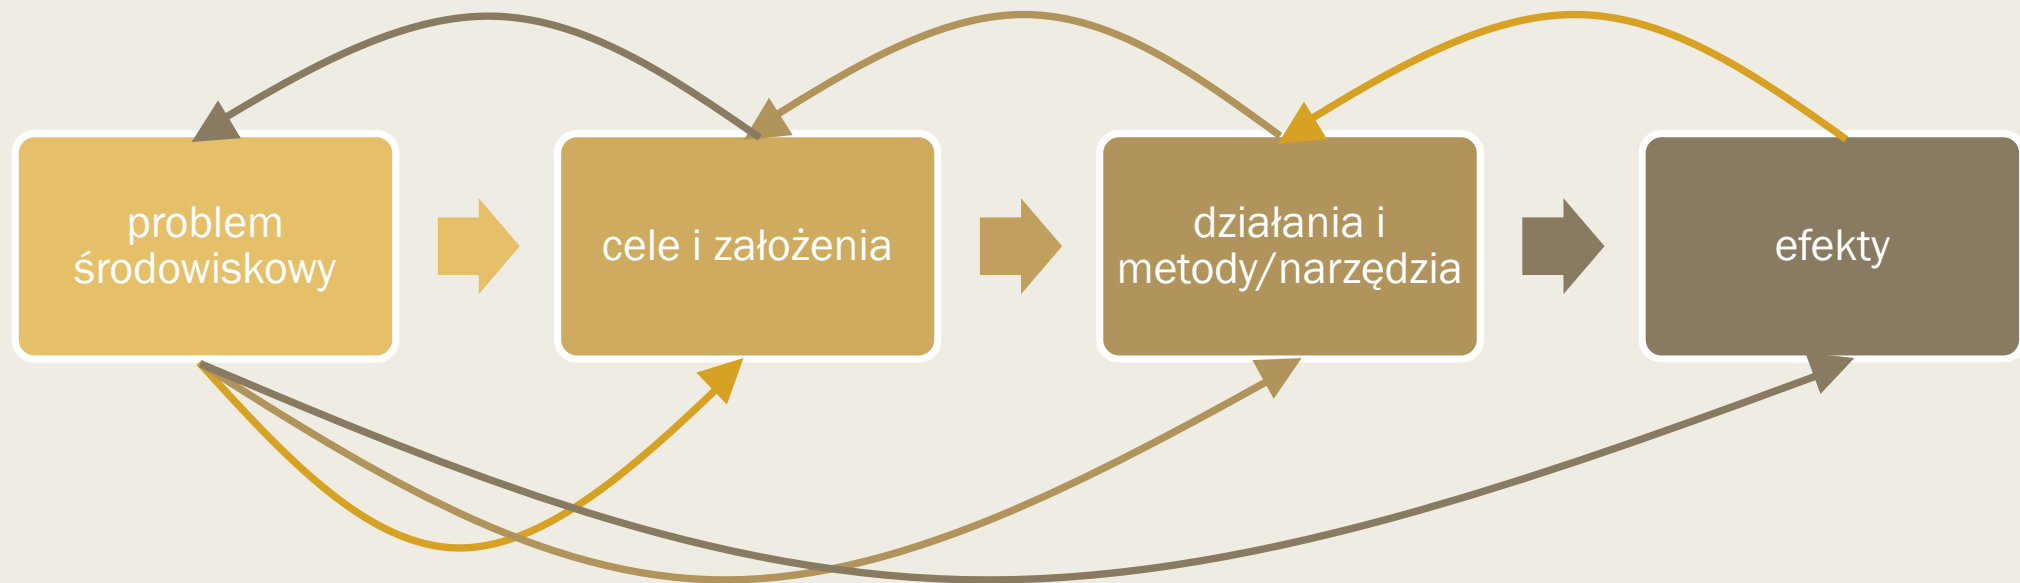 problem
środowiskowy
cele i założenia
działania i
metody/narzędzia
efekty